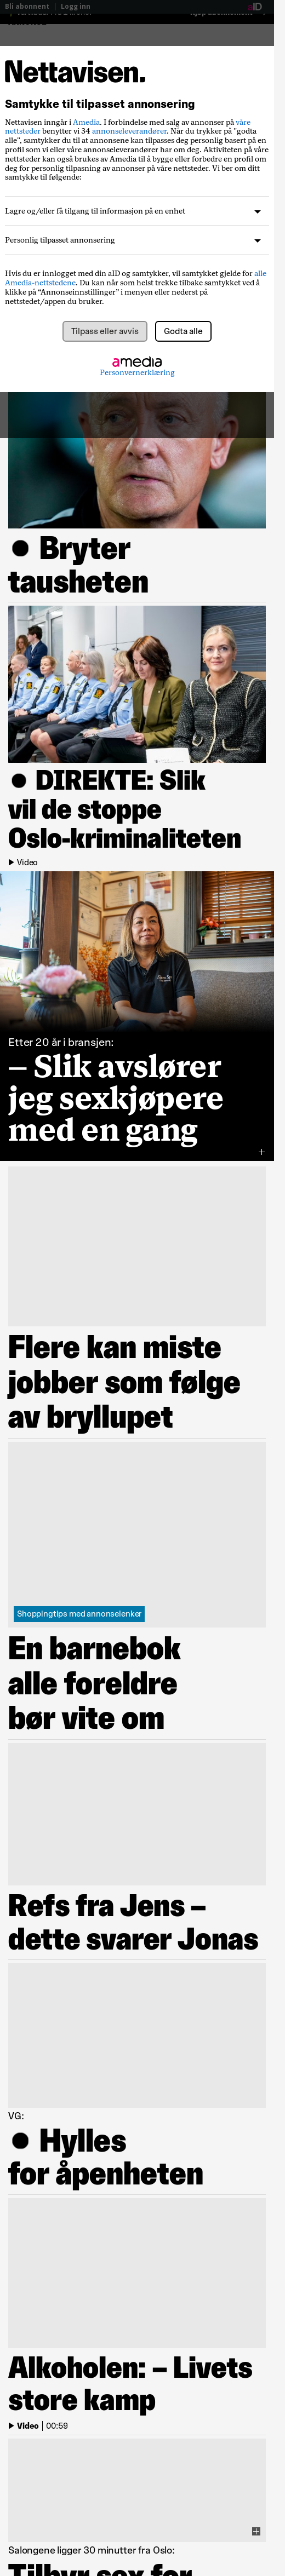 Bli abonnent | Logg inn
aID
Nettavisen.
Samtykke til tilpasset annonsering
Nettavisen inngår i Amedia. I forbindelse med salg av annonser på våre
nettsteder benytter vi 34 annonseleverandører. Når du trykker på "godta
alle", samtykker du til at annonsene kan tilpasses deg personlig basert på en
profil som vi eller våre annonseleverandører har om deg. Aktiviteten på våre
nettsteder kan også brukes av Amedia til å bygge eller forbedre en profil om
deg for personlig tilpasning av annonser på våre nettsteder. Vi ber om ditt
samtykke til følgende:
Lagre og/eller få tilgang til informasjon på en enhet
Personlig tilpasset annonsering
Hvis du er innlogget med din aID og samtykker, vil samtykket gjelde for alle
Amedia-nettstedene. Du kan når som helst trekke tilbake samtykket ved å
klikke på “Annonseinnstillinger” i menyen eller nederst på
nettstedet/appen du bruker.
Tilpass eller avvis
Godta alle
amedia
Personvernerklæring
Bryter
tausheten
DIREKTE: Slik
vil de stoppe
Oslo-kriminaliteten
Video
Etter 20 år i bransjen:
– Slik avslører
jeg sexkjøpere
med en gang
Flere kan miste
jobber som følge
av bryllupet
Shoppingtips med annonselenker
En barnebok
alle foreldre
bør vite om
Refs fra Jens –
dette svarer Jonas
VG:
Hylles
for åpenheten
Alkoholen: – Livets
store kamp
Video | 00:59
Salongene ligger 30 minutter fra Oslo:
Tilbyr sex for